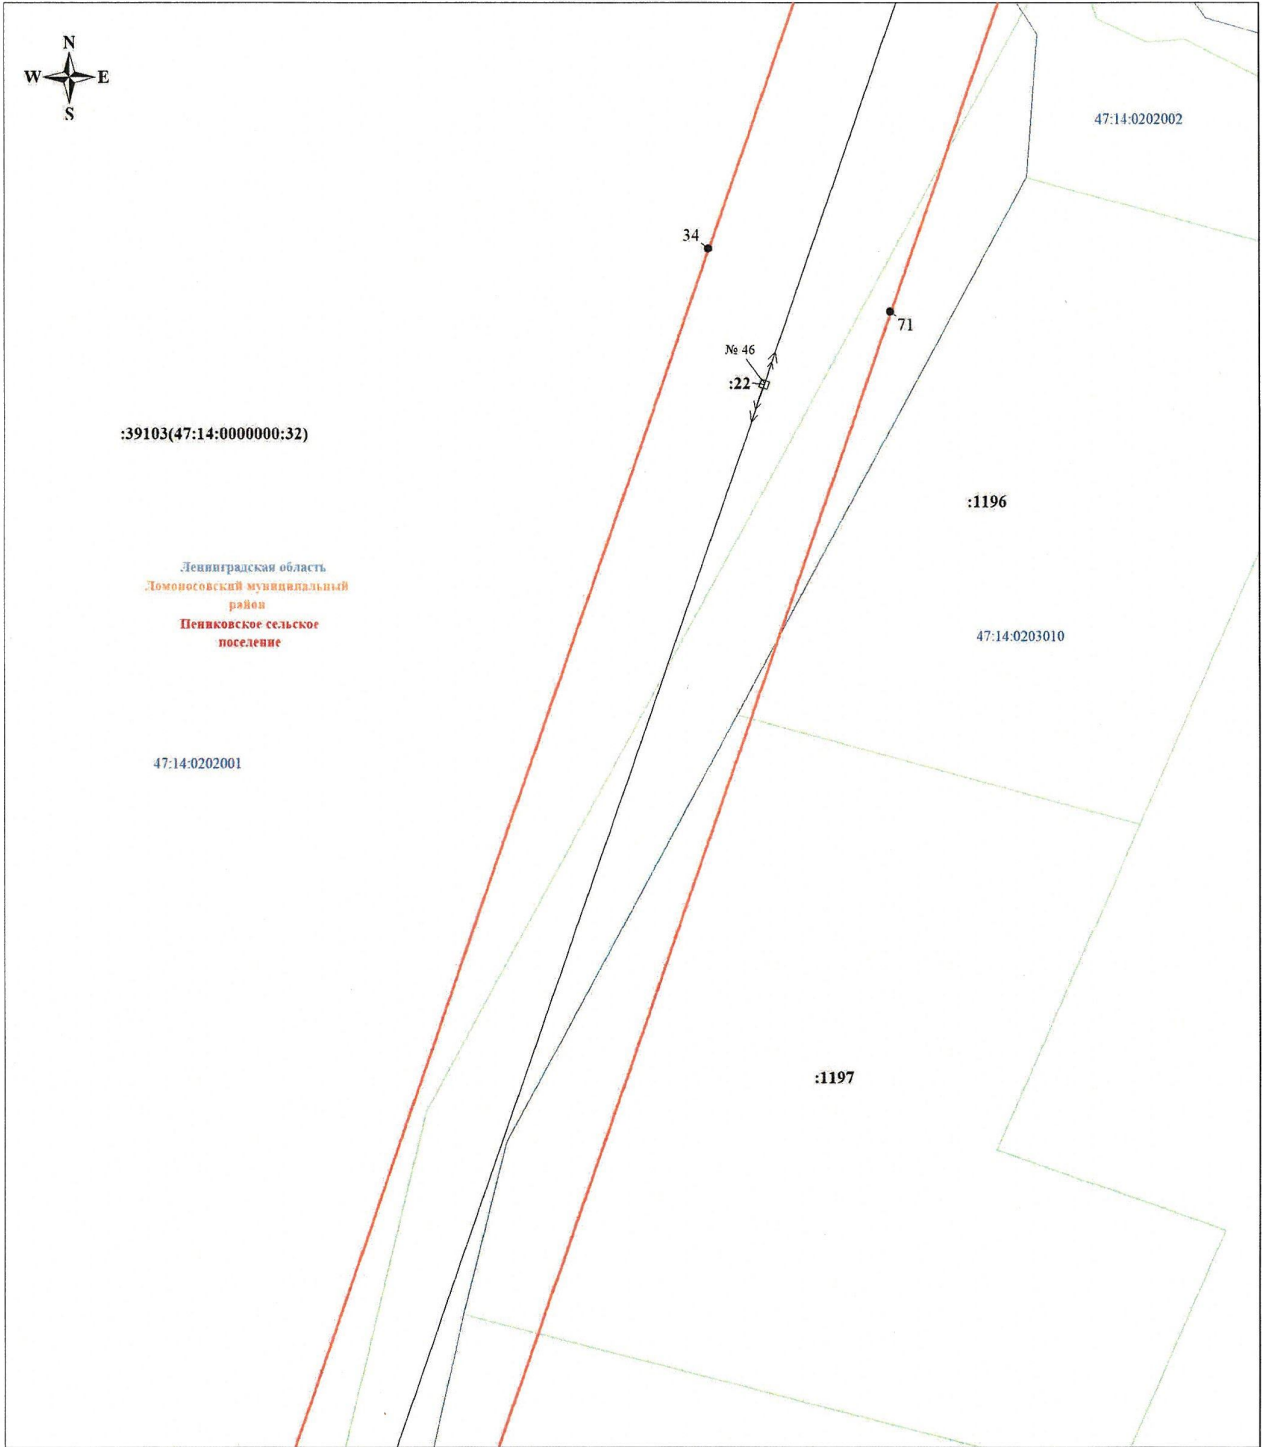 N
W E
S
47:14:0202002
34
71
№ 46
:22
:39103(47:14:0000000:32)
:1196
Ленинградская область
Ломоносовский муниципальный
район
Пениковское сельское
поселение
47:14:0203010
47:14:0202001
:1197